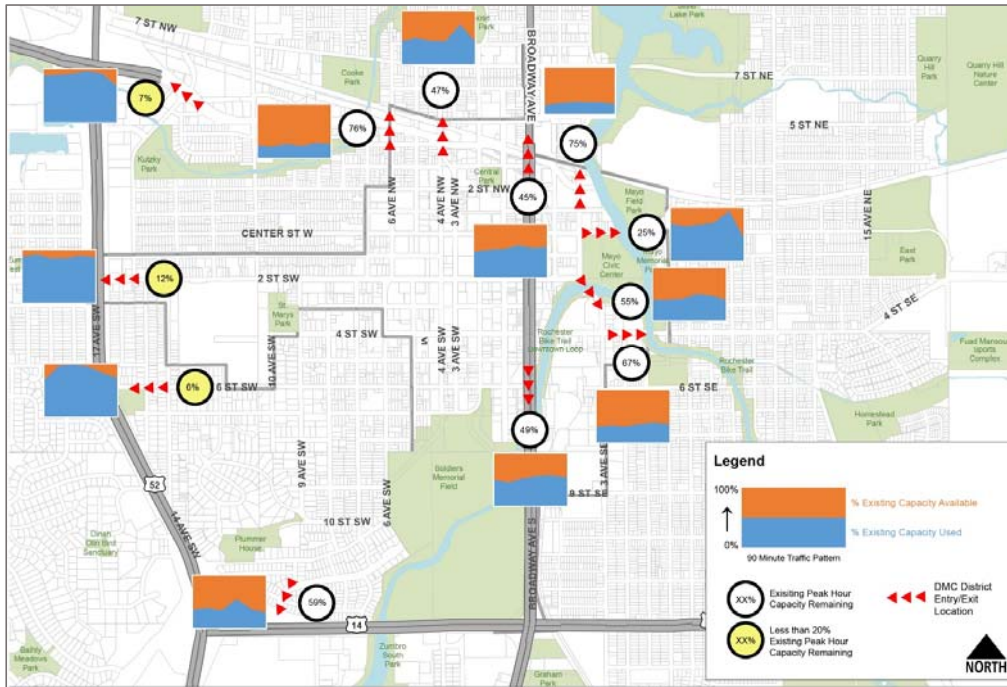 7 ST NW
Cooke
Park
47%
BROADWAY AVE
Lake Park
7 ST NE
Quarry
Hill
Park
Quarry Hill
Nature
Center
7%
76%
75%
5 ST NE
Kutzky
Park
6 AVE NW
4 AVE NW
3 AVE NW
Central
Park
2 ST NW
45%
Mayo
Field
Park
15 AVE NE
CENTER ST W
25%
Mayo
Civic
Center
Mayo
Memorial
East
Park
12%
2 ST SW
55%
4 ST SE
St.
Marys
Park
4 ST SW
Rochester
Bike Trail
DOWNTOWN LOOP
10 AVE SW
4 AVE SW
3 AVE SW
67%
Rochester
Bike Trail
Sports
Complex
6%
6 ST SW
6 ST SE
Homestead
Park
49%
3 AVE SE
9 ST SE
52
14 AVE SW
9 AVE SW
6 AVE SW
Soldiers
Memorial
Field
10 ST SW
Plummer
House
Bird
Sanctuary
BROADWAY AVE S
59%
14
Zumbro
South
Park
Graham
Park
Meadows
Park
Legend
100%
0%
% Existing Capacity Available
% Existing Capacity Used
90 Minute Traffic Pattern
XX%
Exisiting Peak Hour
Capacity Remaining
DMC District
Entry/Exit
Location
XX%
Less than 20%
Existing Peak Hour
Capacity Remaining
NORTH